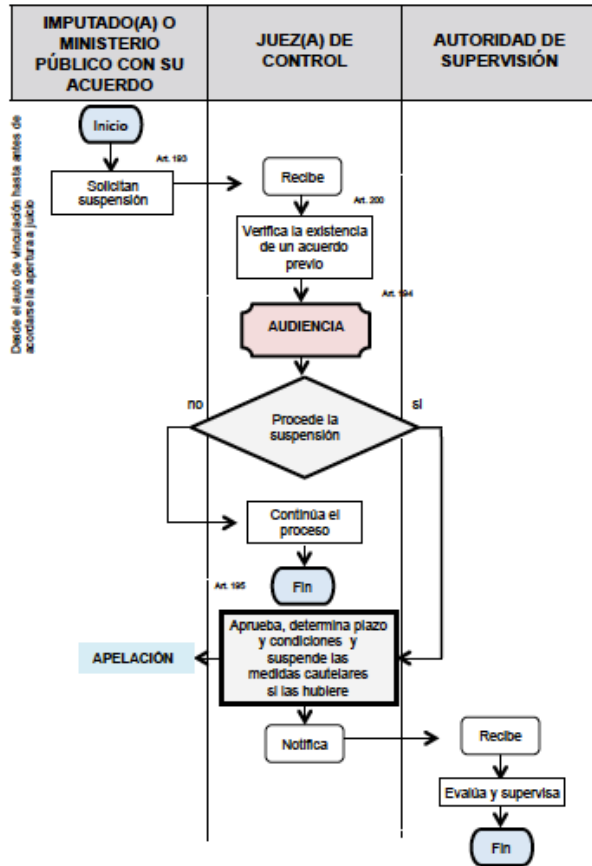 IMPUTADO(A) O
MINISTERIO
PÚBLICO CON SU
ACUERDO
JUEZ(A) DE
CONTROL
AUTORIDAD DE
SUPERVISIÓN
Desde el auto de vinculación hasta antes de
acordarse la apertura a juicio
Inicio
Art. 193
Solicitan
suspensión
Recibe
Art. 200
Verifica la existencia
de un acuerdo
previo
Art. 194
AUDIENCIA
no
si
Procede la
suspensión
Continúa el
proceso
Fin
Art. 195
Aprueba, determina plazo
y condiciones y
suspende las
medidas cautelares
si las hubiere
APELACIÓN
Notifica
Recibe
Evalúa y supervisa
Fin